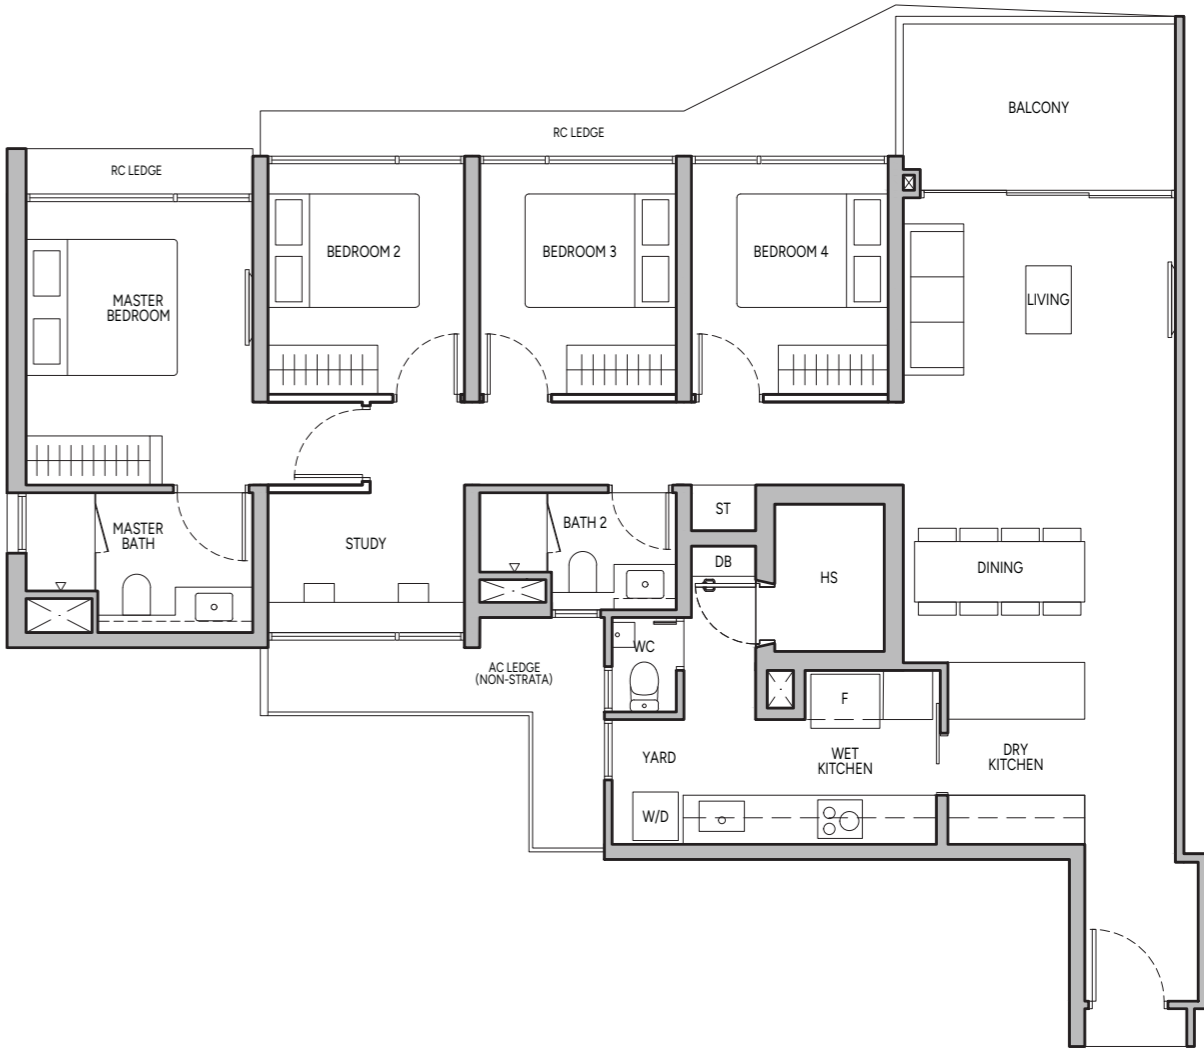 BALCONY
RC LEDGE
RC LEDGE
BEDROOM 2
BEDROOM 3
BEDROOM 4
MASTER
BEDROOM
LIVING
ST
BATH 2
MASTER
BATH
STUDY
DB
HS
DINING
WC
AC LEDGE
(NON-STRATA)
F
YARD
WET
KITCHEN
DRY
KITCHEN
W/D